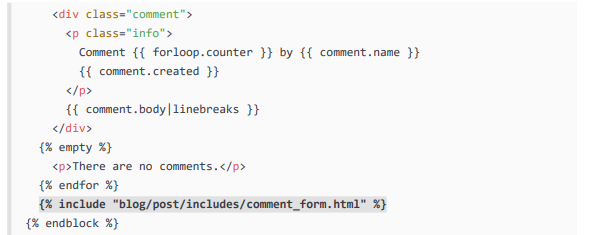 <div class="comment">
<p class="info">
Comment {{ forloop.counter }} by {{ comment.name }}
{{ comment.created }}
</p>
{{ comment.body|linebreaks }}
</div>
{% empty %}
<p>There are no comments.</p>
{% endfor %}
{% include "blog/post/includes/comment_form.html" %}
{% endblock %}